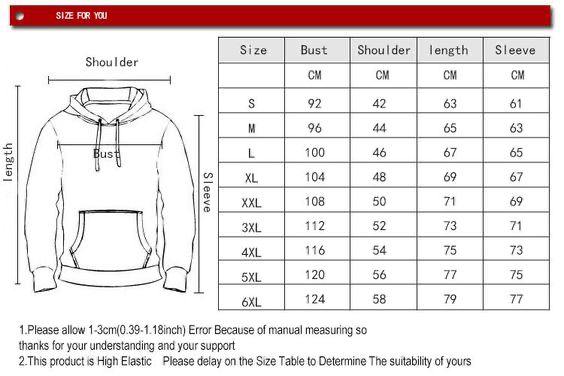 SIZE FOR YOU
Shoulder
length
Bust
Sleeve
Size Bust Shoulder length Sleeve
CM CM CM CM
S 92 42 63 61
M 96 44 65 63
L 100 46 67 65
XL 104 48 69 67
XXL 108 50 71 69
3XL 112 52 73 71
4XL 116 54 75 73
5XL 120 56 77 75
6XL 124 58 79 77
1.Please allow 1-3cm(0.39-1.18inch) Error Because of manual measuring so
thanks for your understanding and your support
2.This product is High Elastic Please delay on the Size Table to Determine The suitability of yours